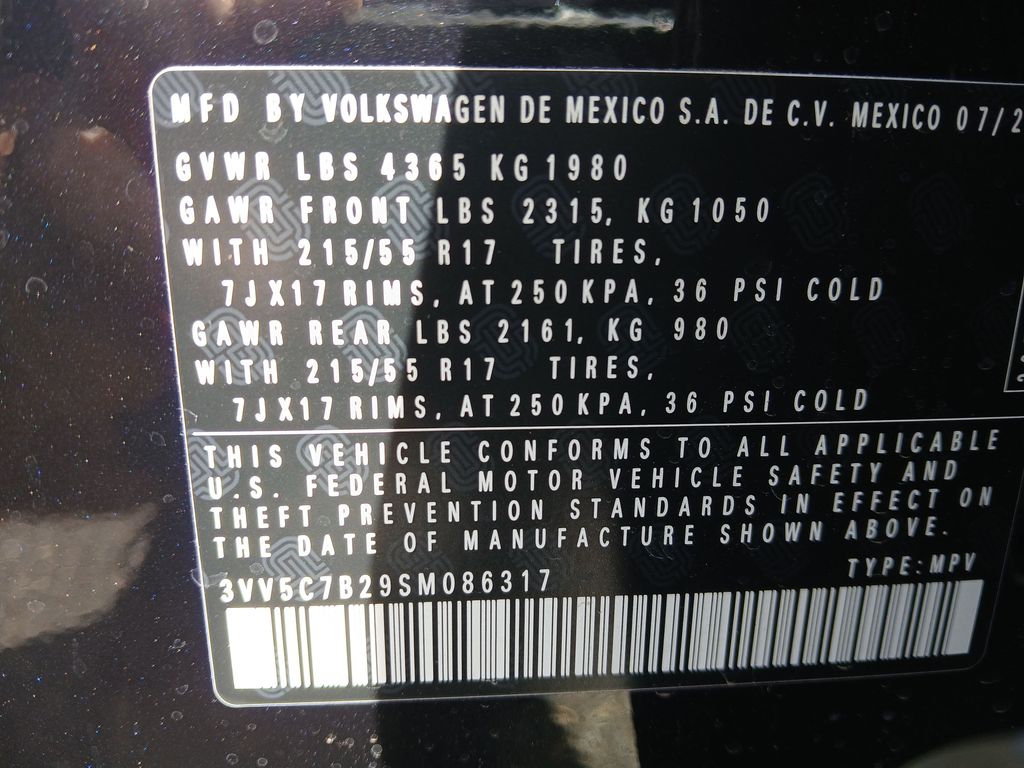 MFD BY VOLKSWAGEN DE MEXICO S.A. DE C.V. MEXICO 07/2
GVWR LBS 4365 KG 1980
GAWR FRONT LBS 2315, KG 1050
WITH 215/55 R17 TIRES,
7JX17 RIMS, AT 250 KPA, 36 PSI COLD
GAWR REAR LBS 2161, KG 980
WITH 215/55 R17 TIRES,
7JX17 RIMS, AT 250KPA, 36 PSI COLD
THIS VEHICLE CONFORMS TO ALL APPLICABLE
U.S. FEDERAL MOTOR VEHICLE SAFETY AND
THEFT PREVENTION STANDARDS IN EFFECT ON
THE DATE OF MANUFACTURE SHOWN ABOVE.
3VV5C7B29SM086317
TYPE:MPV